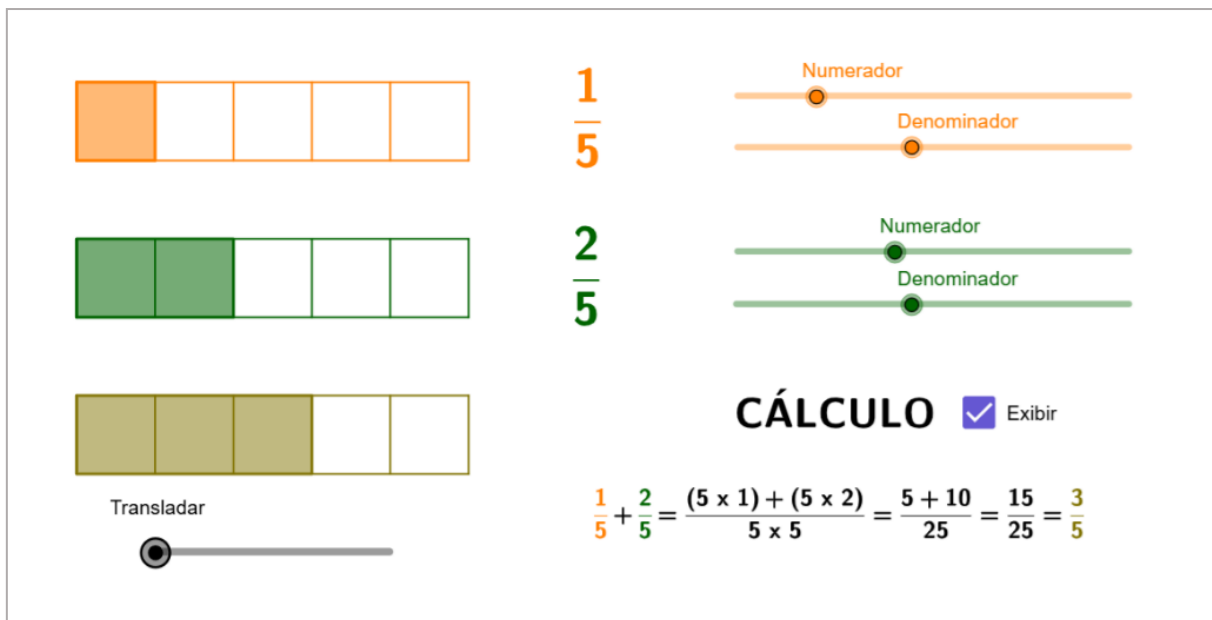 1/5
Numerador
Denominador
2/5
Numerador
Denominador
CÁLCULO
Exibir
Transladar
1/5 + 2/5 = (5 x 1) + (5 x 2)/5 x 5 = 5 + 10/25 = 15/25 = 3/5